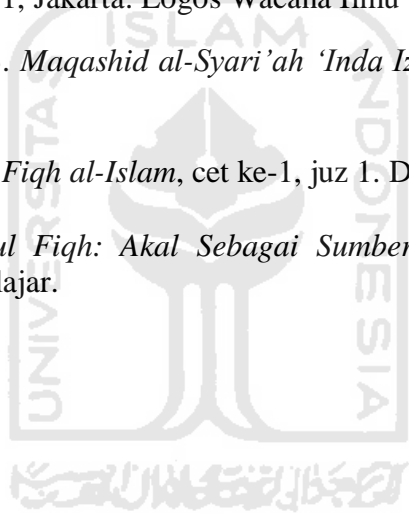 1, Jakarta: Logos Wacana Ilmu
. Maqashid al-Syari’ah ‘Inda Iz
ISLAM
UNIVERSITAS
INDONESIA
Fiqh al-Islam, cet ke-1, juz 1. D
ul Fiqh: Akal Sebagai Sumber
lajar.